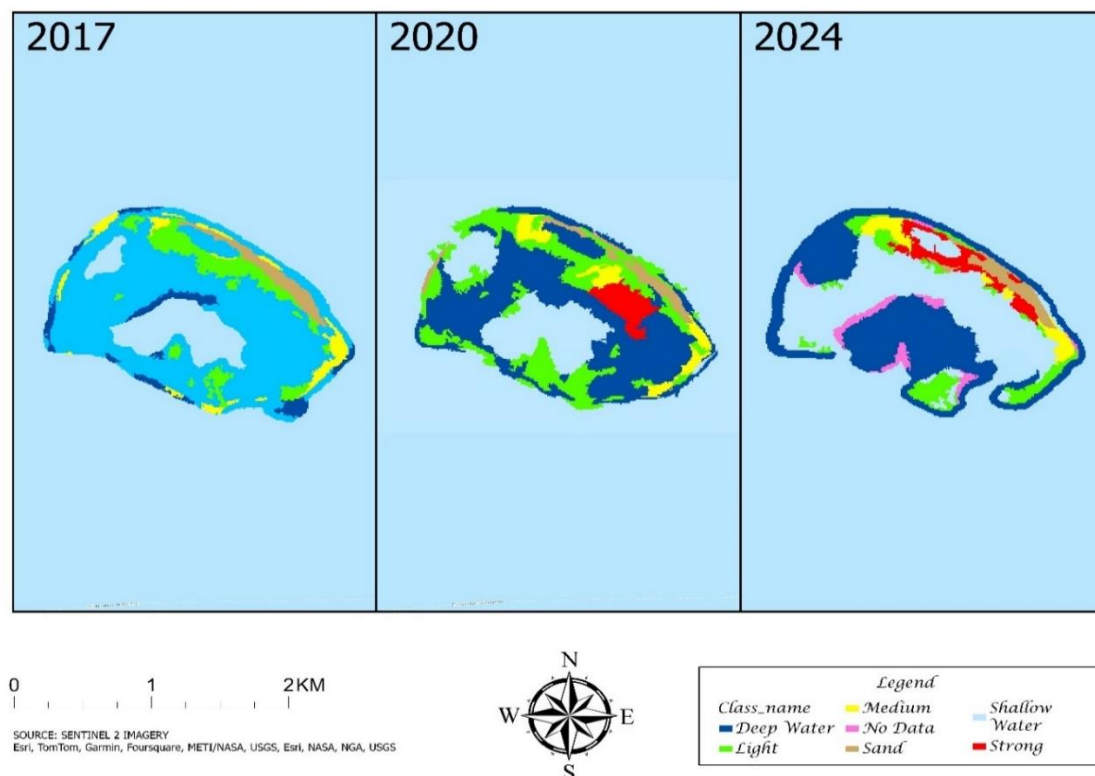 2017
2020
2024
0 1 2KM
SOURCE: SENTINEL 2 IMAGERY
Esri, TomTom, Garmin, Foursquare, METI/NASA, USGS, Esri, NASA, NGA, USGS
N
W E
S
Legend
Class_name
Deep Water
Light
Medium
No Data
Sand
Shallow
Water
Strong